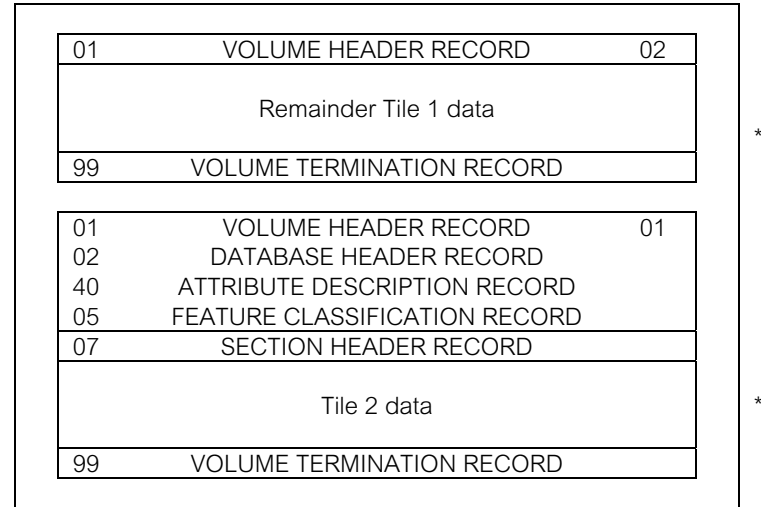 01 VOLUME HEADER RECORD 02
Remainder Tile 1 data
*
99 VOLUME TERMINATION RECORD
01 VOLUME HEADER RECORD 01
02 DATABASE HEADER RECORD
40 ATTRIBUTE DESCRIPTION RECORD
05 FEATURE CLASSIFICATION RECORD
07 SECTION HEADER RECORD
Tile 2 data *
99 VOLUME TERMINATION RECORD